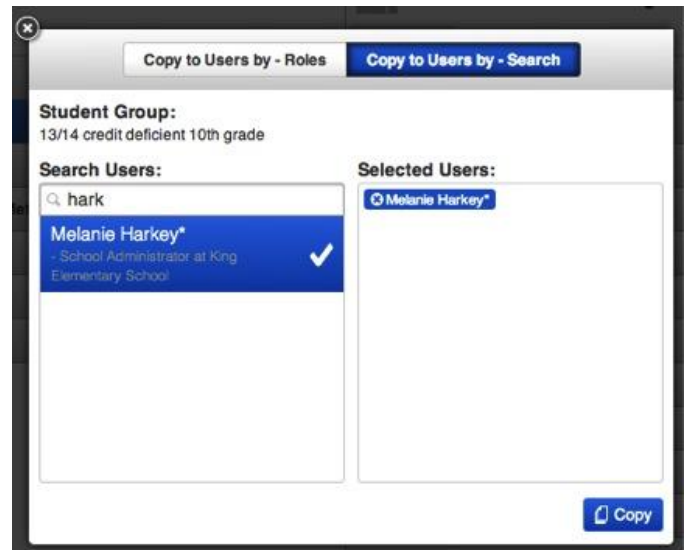 Copy to Users by - Roles
Copy to Users by - Search
Student Group:
13/14 credit deficient 10th grade
Search Users:
hark
Melanie Harkey*
- School Administrator at King
Elementary School
Selected Users:
Melanie Harkey*
Copy